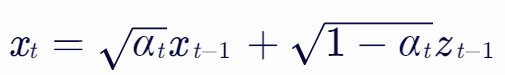 $x_t = \sqrt{\alpha_t} x_{t-1} + \sqrt{1 - \alpha_t} z_{t-1}$